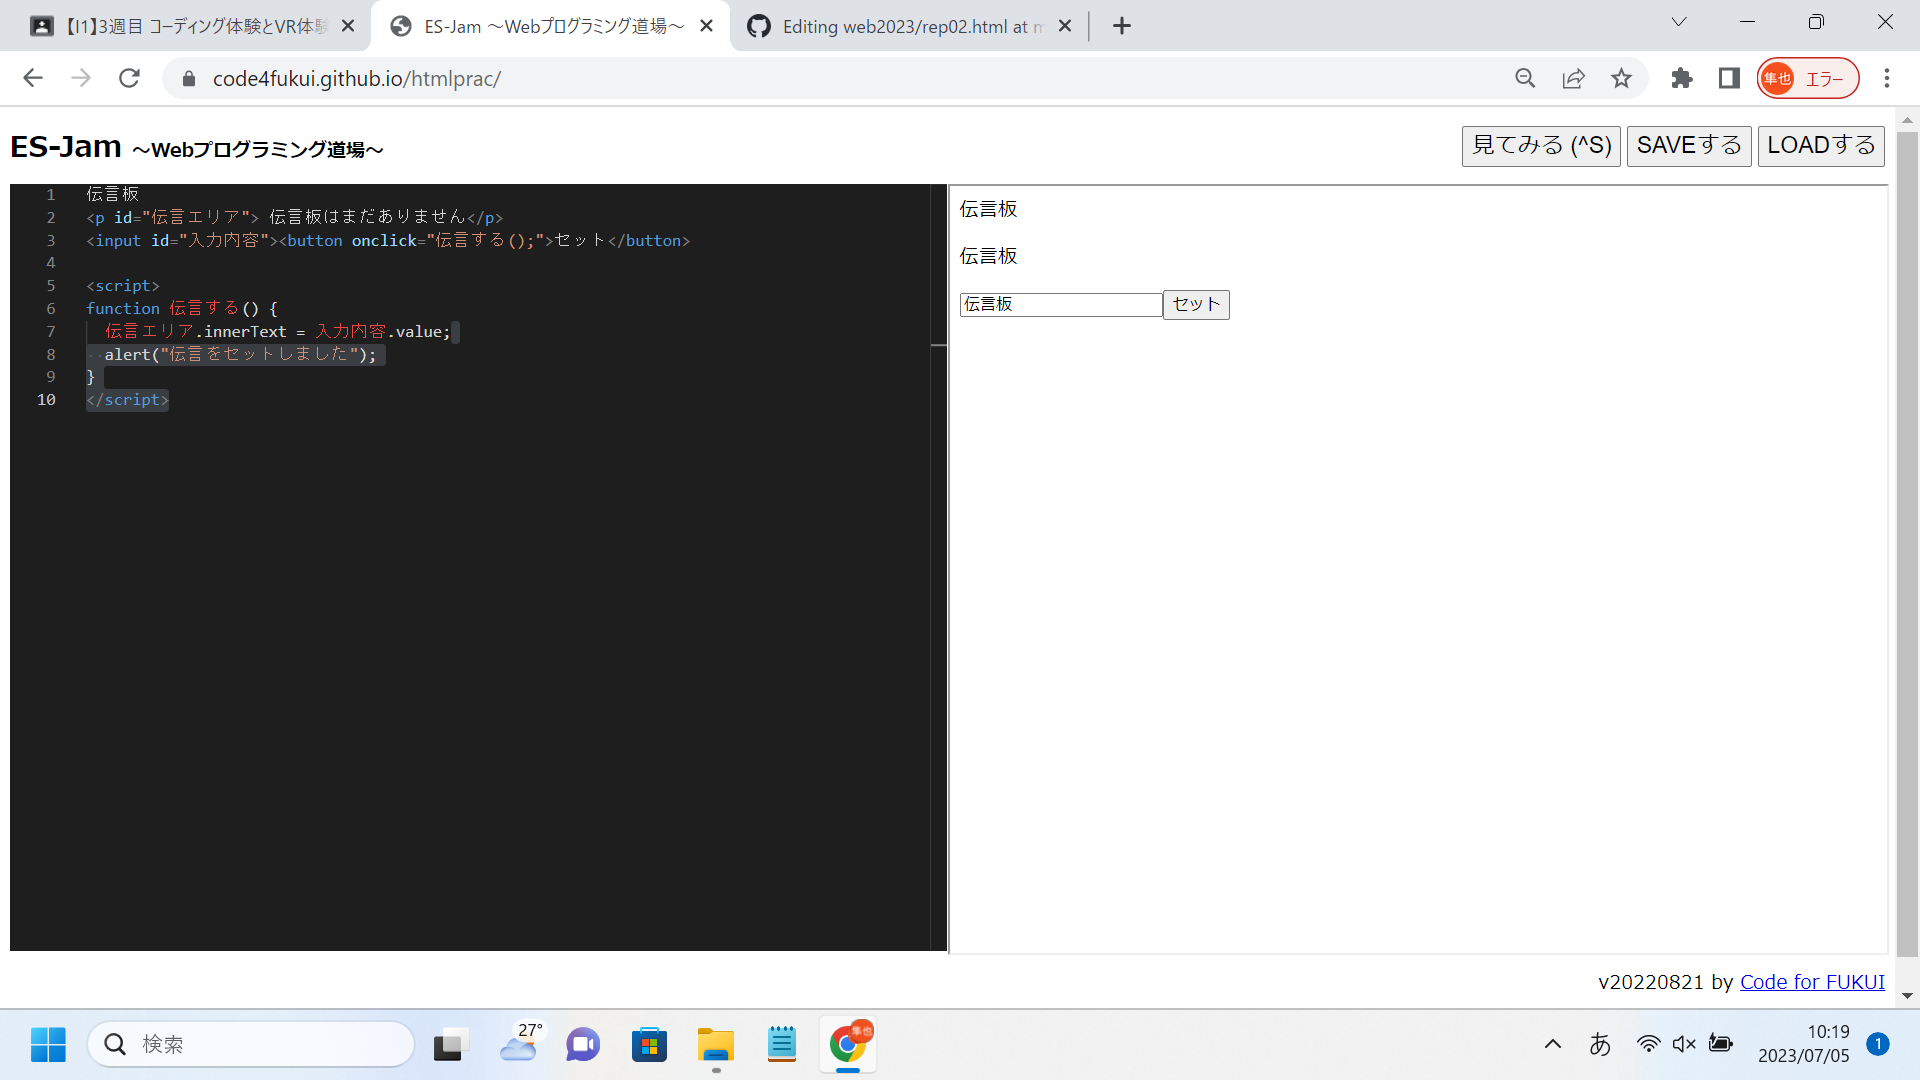 【I1】3週目 コーディング体験とVR体験
ES-Jam ～Webプログラミング道場～
Editing web2023/rep02.html at m
code4fukui.github.io/htmlprac/
隼也 エラー
ES-Jam ～Webプログラミング道場～
見てみる (^S) SAVEする LOADする
1 伝言板
2 <p id="伝言エリア"> 伝言板はまだありません</p>
3 <input id="入力内容"><button onclick="伝言する();">セット</button>
4
5 <script>
6 function 伝言する() {
7 伝言エリア.innerText = 入力内容.value;
8 alert("伝言をセットしました");
9 }
10 </script>
伝言板
伝言板
伝言板 セット
v20220821 by Code for FUKUI
検索
27°
隼也
あ
10:19
2023/07/05
1